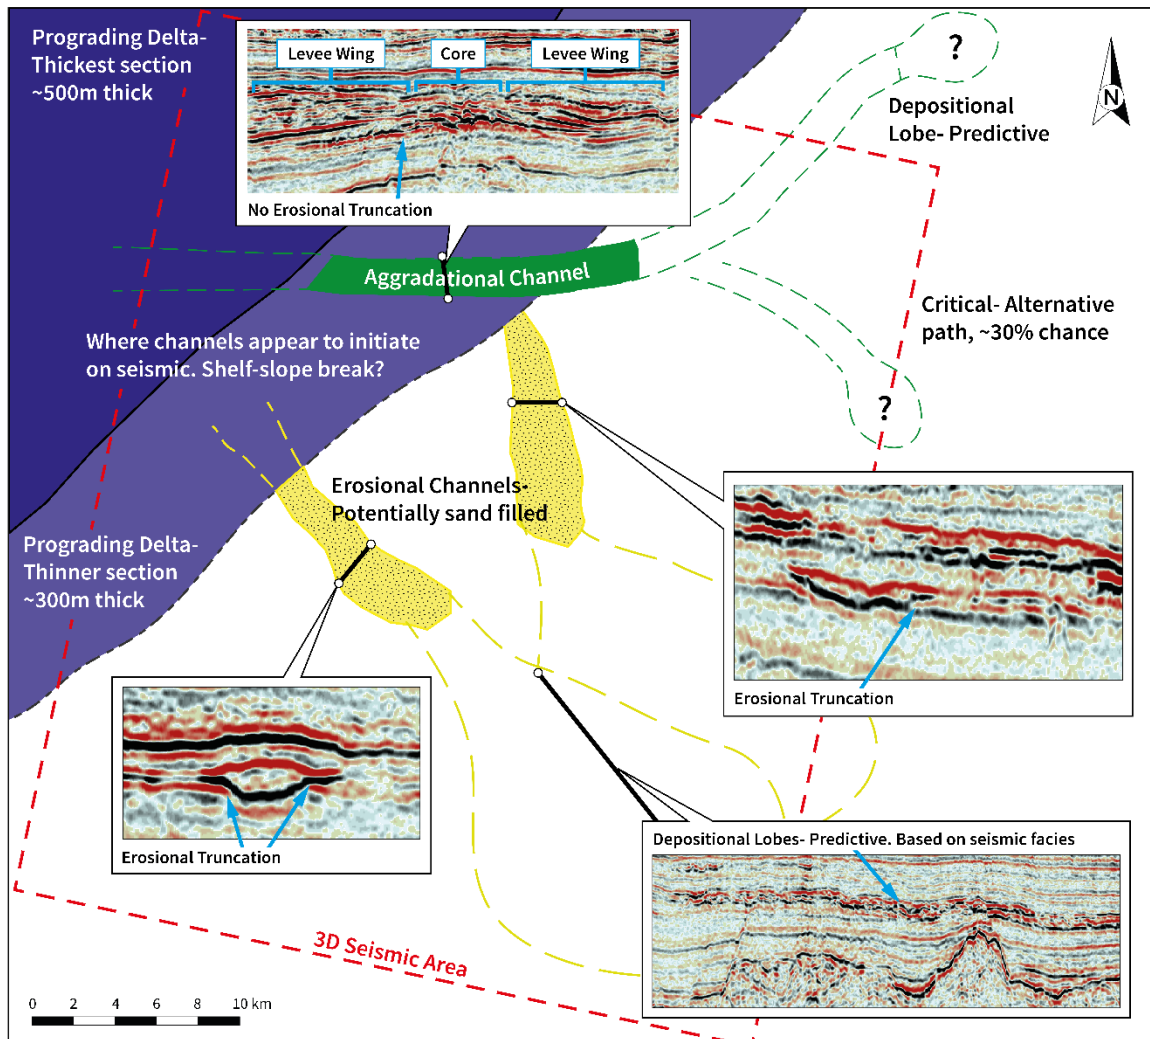 Prograding Delta-
Thickest section
~500m thick
Levee Wing
Core
Levee Wing
No Erosional Truncation
?
Depositional
Lobe- Predictive
N
Aggradational Channel
Critical- Alternative
path, ~30% chance
?
Where channels appear to initiate
on seismic. Shelf-slope break?
Erosional Channels-
Potentially sand filled
Prograding Delta-
Thinner section
~300m thick
Erosional Truncation
Erosional Truncation
Depositional Lobes- Predictive. Based on seismic facies
3D Seismic Area
0 2 4 6 8 10 km